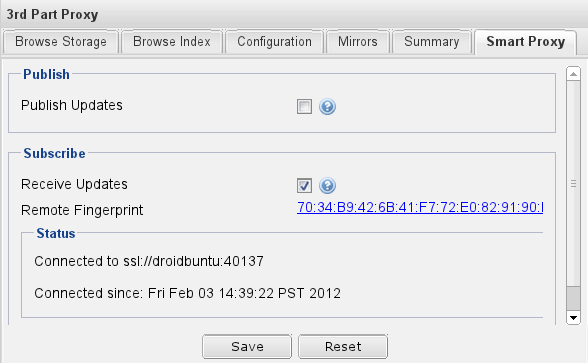 3rd Part Proxy
Browse Storage Browse Index Configuration Mirrors Summary Smart Proxy
Publish
Publish Updates ?
Subscribe
Receive Updates ?
Remote Fingerprint 70:34:B9:42:6B:41:F7:72:E0:82:91:90:
Status
Connected to ssl://droidbuntu:40137
Connected since: Fri Feb 03 14:39:22 PST 2012
Save Reset